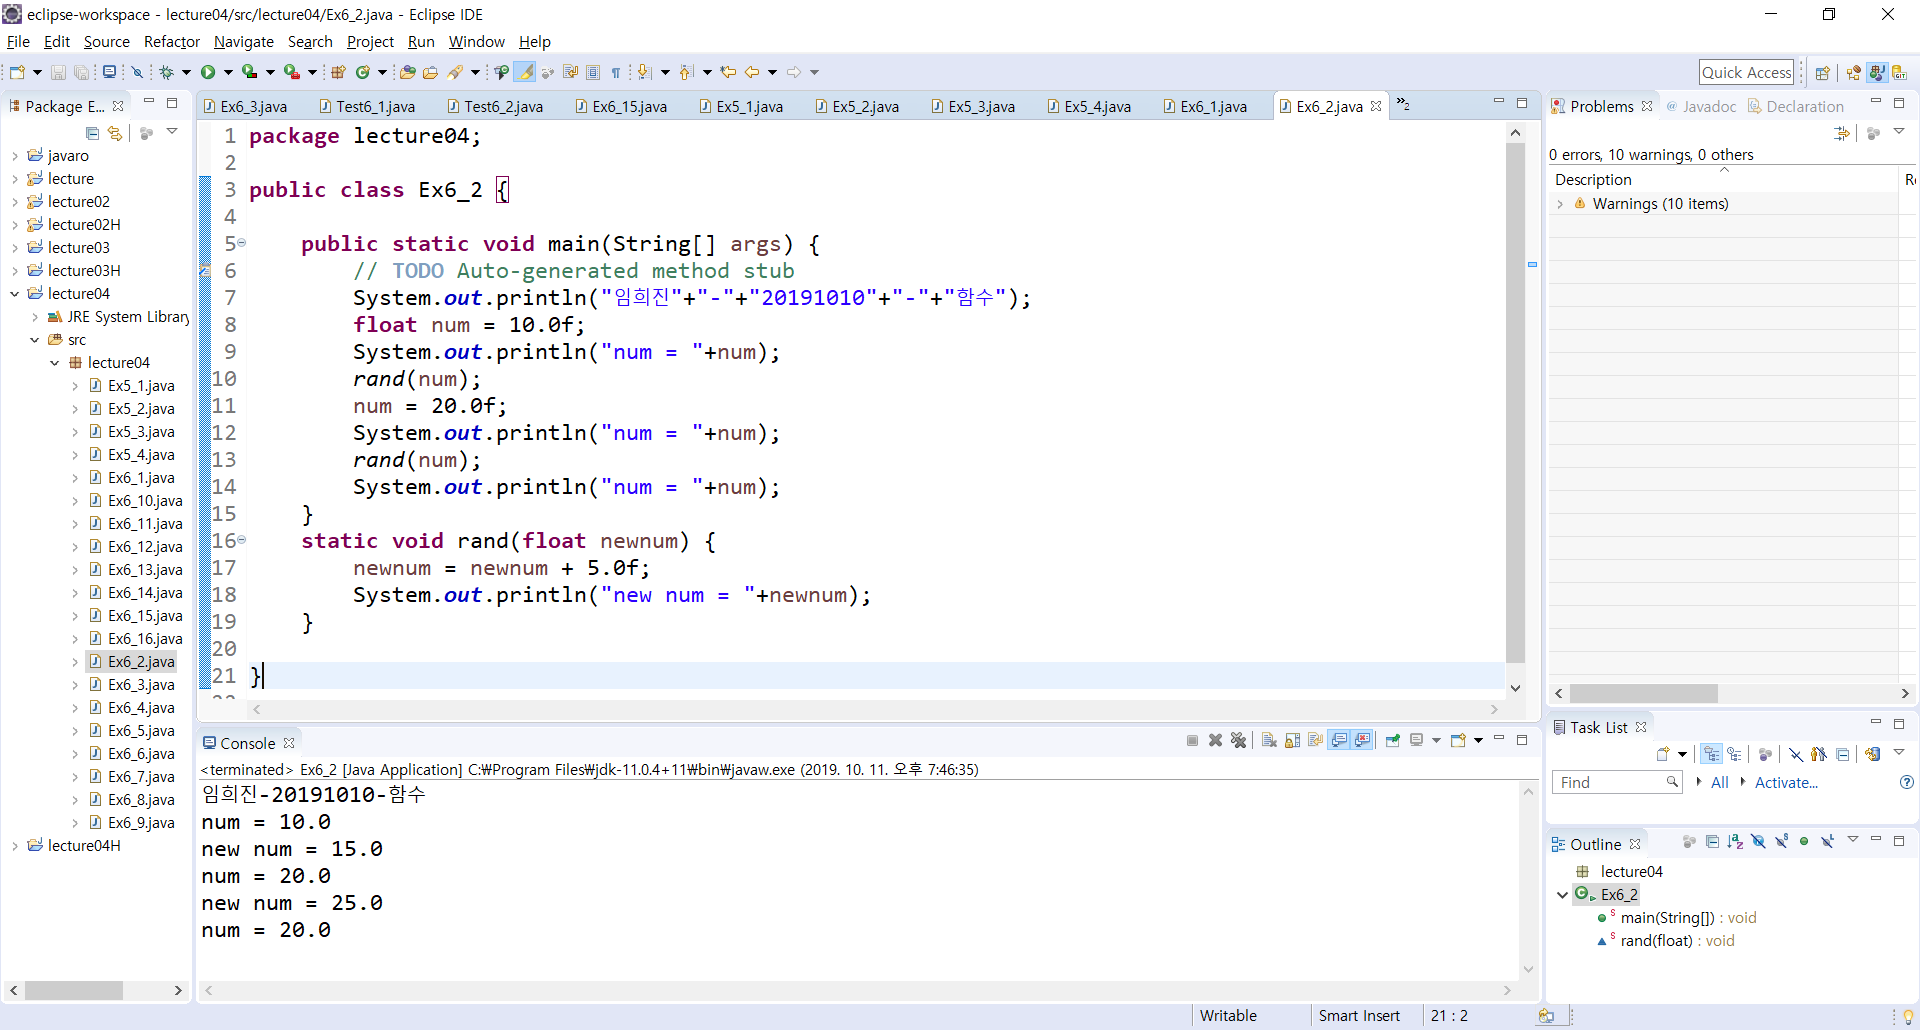 eclipse-workspace - lecture04/src/lecture04/Ex6_2.java - Eclipse IDE
File Edit Source Refactor Navigate Search Project Run Window Help
Quick Access
Package E...
javaro
lecture
lecture02
lecture02H
lecture03
lecture03H
lecture04
JRE System Library
src
lecture04
Ex5_1.java
Ex5_2.java
Ex5_3.java
Ex5_4.java
Ex6_1.java
Ex6_10.java
Ex6_11.java
Ex6_12.java
Ex6_13.java
Ex6_14.java
Ex6_15.java
Ex6_16.java
Ex6_2.java
Ex6_3.java
Ex6_4.java
Ex6_5.java
Ex6_6.java
Ex6_7.java
Ex6_8.java
Ex6_9.java
lecture04H
Ex6_3.java Test6_1.java Test6_2.java Ex6_15.java Ex5_1.java Ex5_2.java Ex5_3.java Ex5_4.java Ex6_1.java Ex6_2.java »2
1 package lecture04;
2
3 public class Ex6_2 {
4
5 public static void main(String[] args) {
6 // TODO Auto-generated method stub
7 System.out.println("임희진"+"-"+"20191010"+"-"+"함수");
8 float num = 10.0f;
9 System.out.println("num = "+num);
10 rand(num);
11 num = 20.0f;
12 System.out.println("num = "+num);
13 rand(num);
14 System.out.println("num = "+num);
15 }
16 static void rand(float newnum) {
17 newnum = newnum + 5.0f;
18 System.out.println("new num = "+newnum);
19 }
20
21 }
Console
<terminated> Ex6_2 [Java Application] C:₩Program Files₩jdk-11.0.4+11₩bin₩javaw.exe (2019. 10. 11. 오후 7:46:35)
임희진-20191010-함수
num = 10.0
new num = 15.0
num = 20.0
new num = 25.0
num = 20.0
Problems @ Javadoc Declaration
0 errors, 10 warnings, 0 others
Description
Warnings (10 items)
Task List
Find All Activate...
Outline
lecture04
Ex6_2
main(String[]) : void
rand(float) : void
Writable Smart Insert 21 : 2